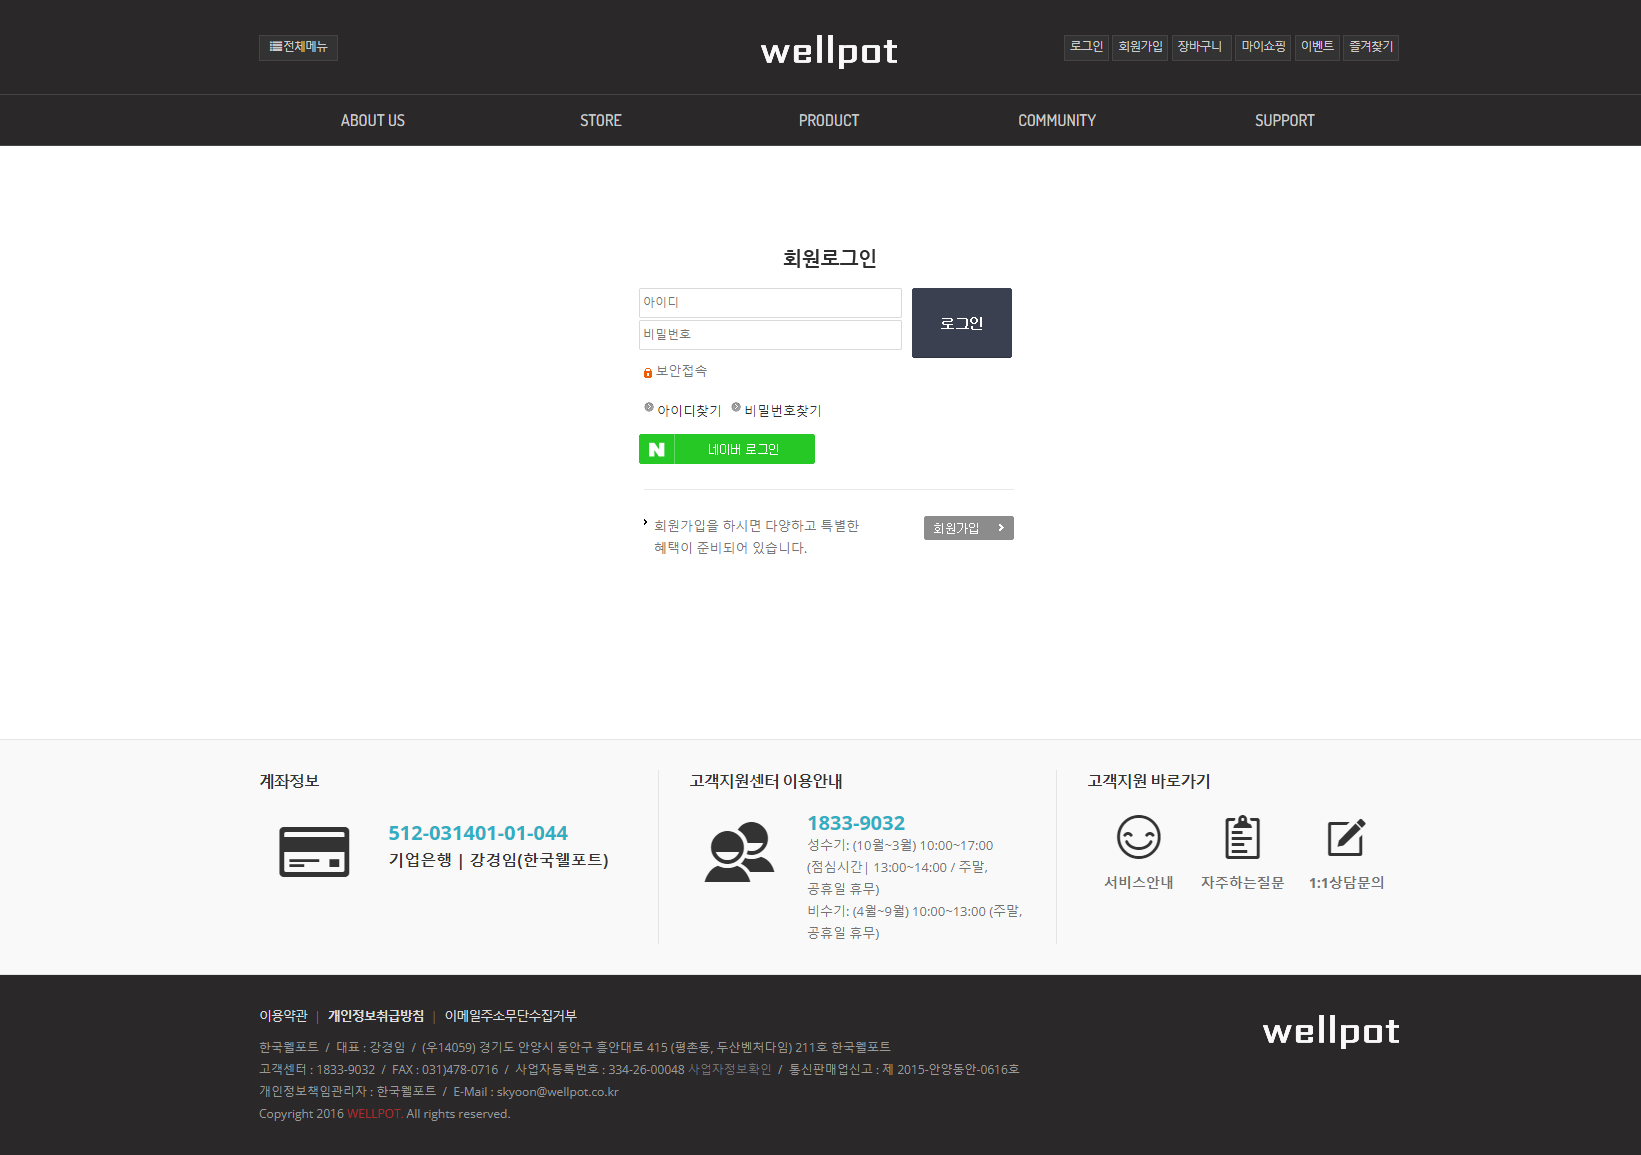 전체메뉴
wellpot
로그인 회원가입 장바구니 마이쇼핑 이벤트 즐겨찾기
ABOUT US STORE PRODUCT COMMUNITY SUPPORT
회원로그인
아이디
비밀번호
로그인
보안접속
아이디찾기 비밀번호찾기
N 네이버 로그인
회원가입을 하시면 다양하고 특별한
혜택이 준비되어 있습니다.
회원가입
계좌정보
512-031401-01-044
기업은행 | 강경임(한국웰포트)
고객지원센터 이용안내
1833-9032
성수기: (10월~3월) 10:00~17:00
(점심시간| 13:00~14:00 / 주말,
공휴일 휴무)
비수기: (4월~9월) 10:00~13:00 (주말,
공휴일 휴무)
고객지원 바로가기
서비스안내 자주하는질문 1:1상담문의
이용약관 | 개인정보취급방침 | 이메일주소무단수집거부
한국웰포트 / 대표 : 강경임 / (우14059) 경기도 안양시 동안구 흥안대로 415 (평촌동, 두산벤처다임) 211호 한국웰포트
고객센터 : 1833-9032 / FAX : 031)478-0716 / 사업자등록번호 : 334-26-00048 사업자정보확인 / 통신판매업신고 : 제 2015-안양동안-0616호
개인정보책임관리자 : 한국웰포트 / E-Mail : skyoon@wellpot.co.kr
Copyright 2016 WELLPOT. All rights reserved.
wellpot